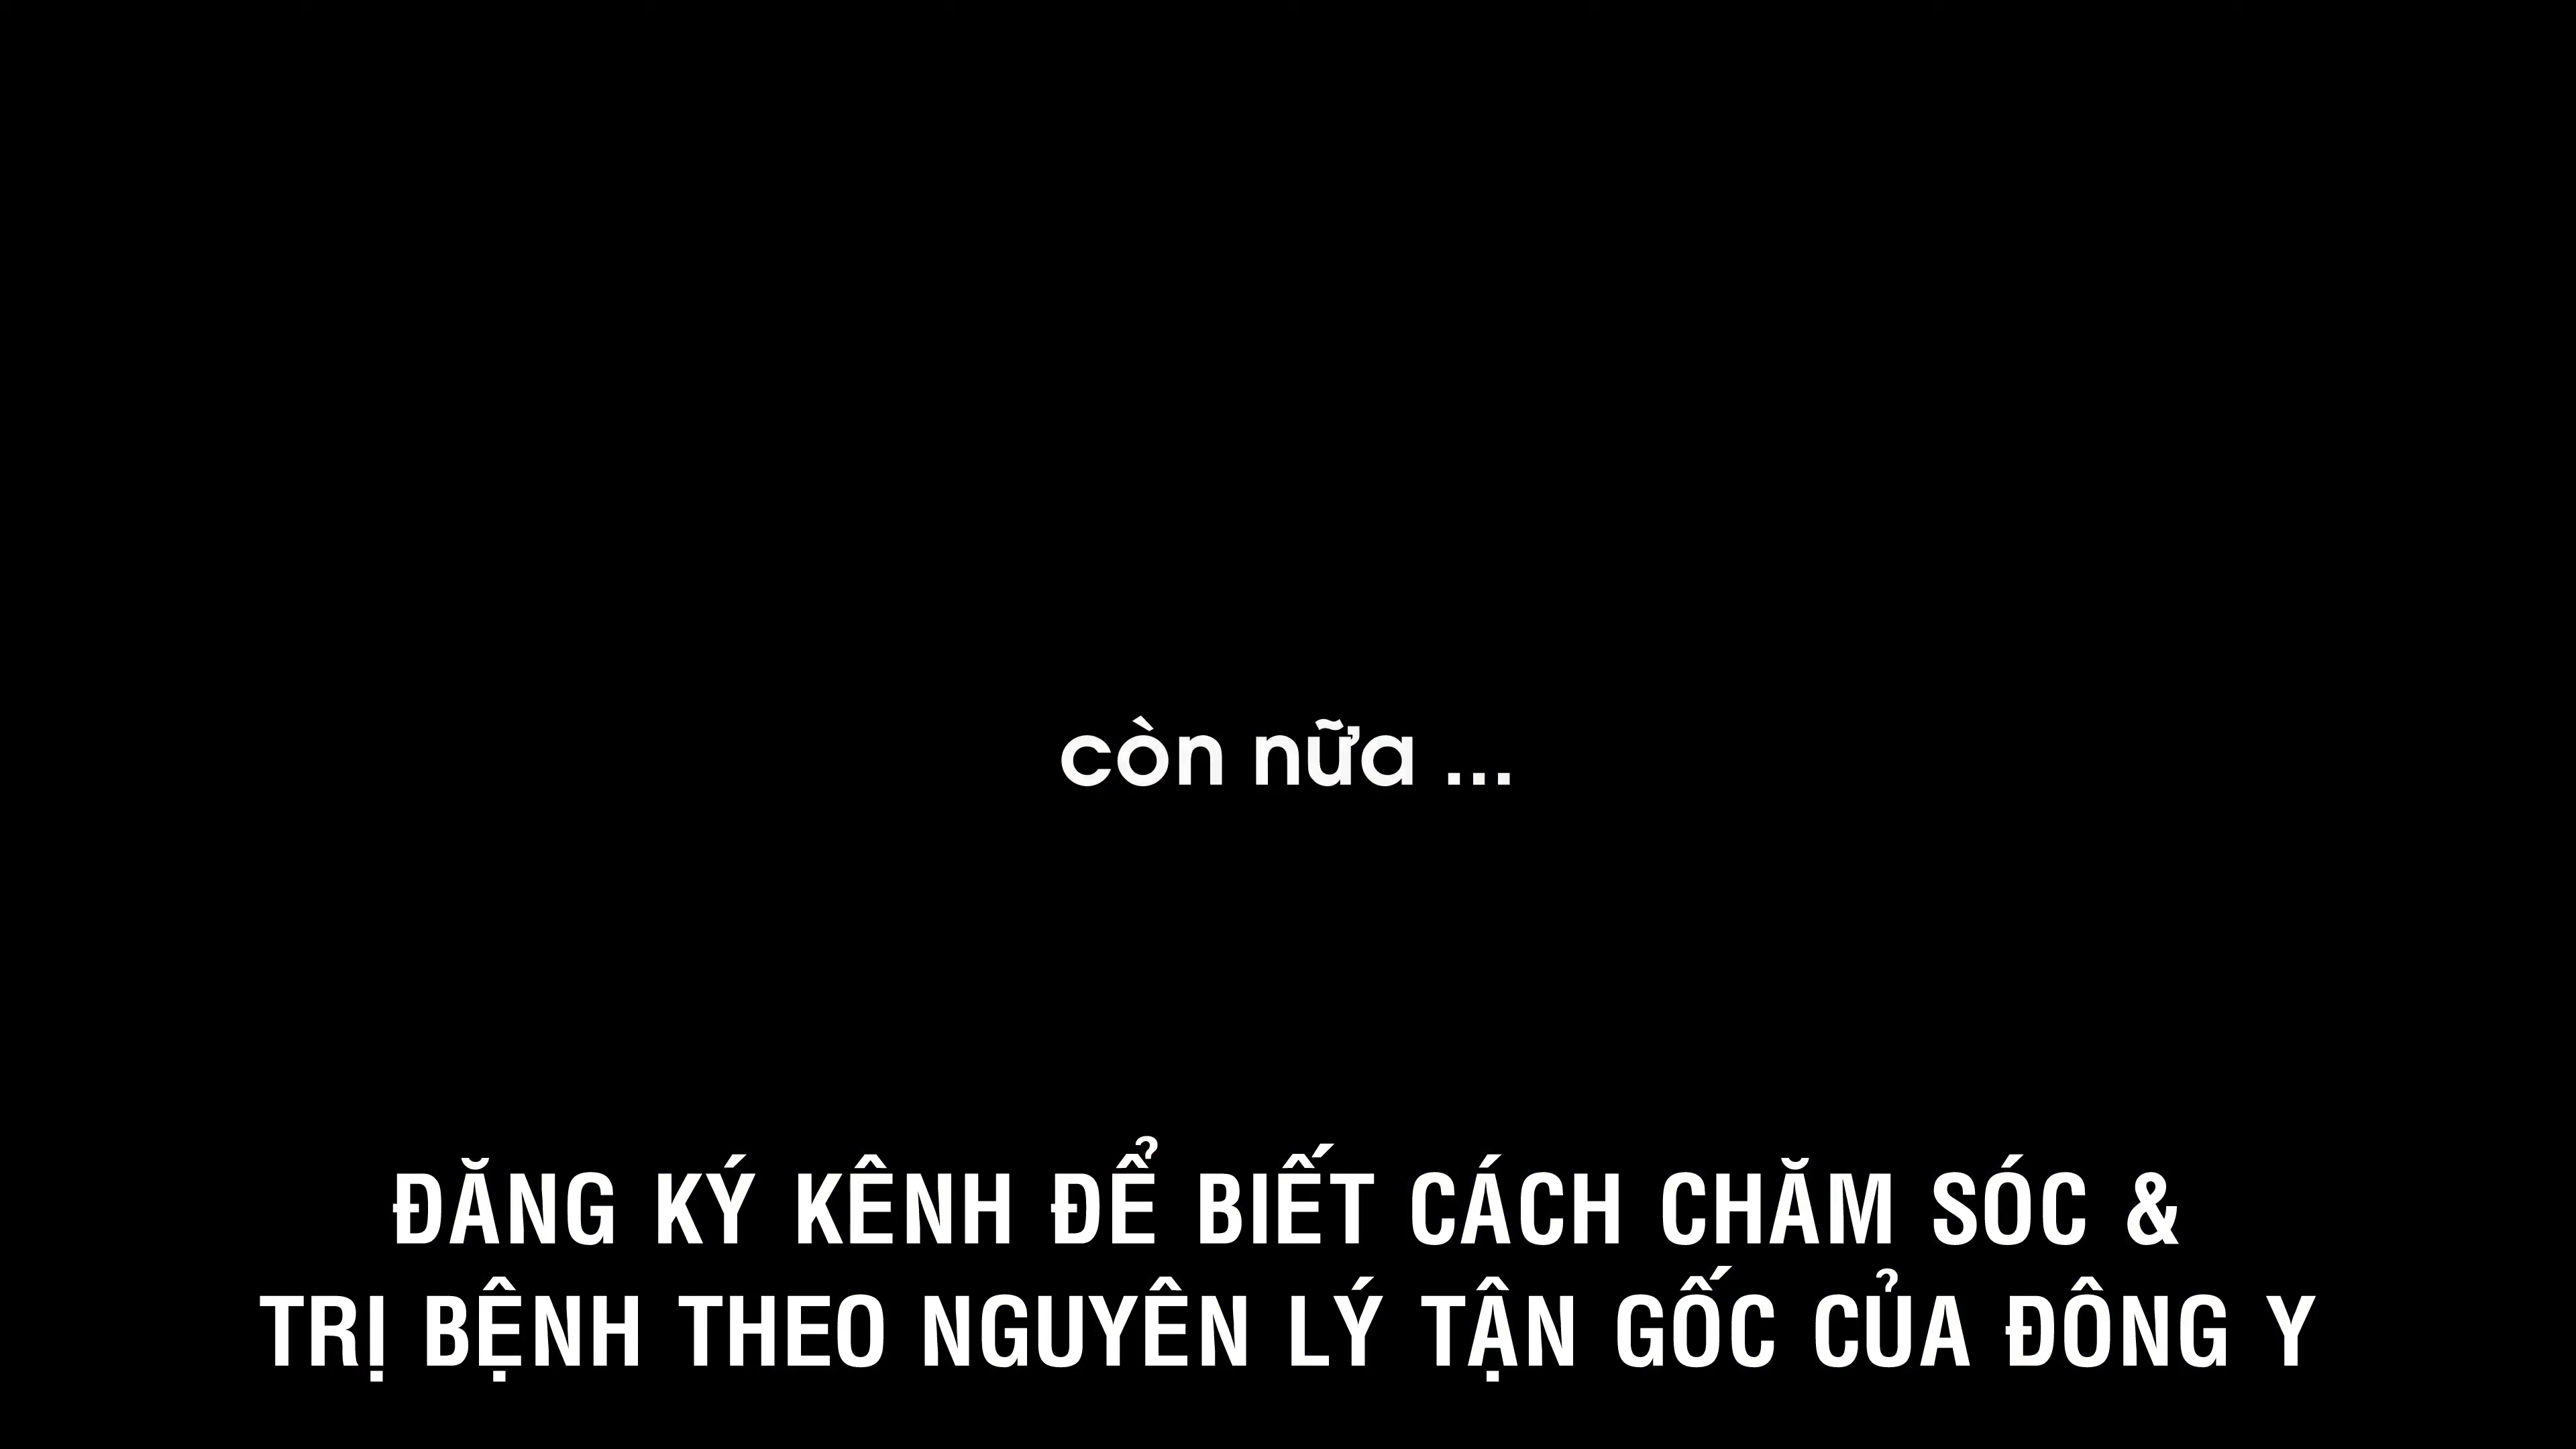 còn nữa ...
ĐĂNG KÝ KÊNH ĐỂ BIẾT CÁCH CHĂM SÓC &
TRỊ BỆNH THEO NGUYÊN LÝ TẬN GỐC CỦA ĐÔNG Y